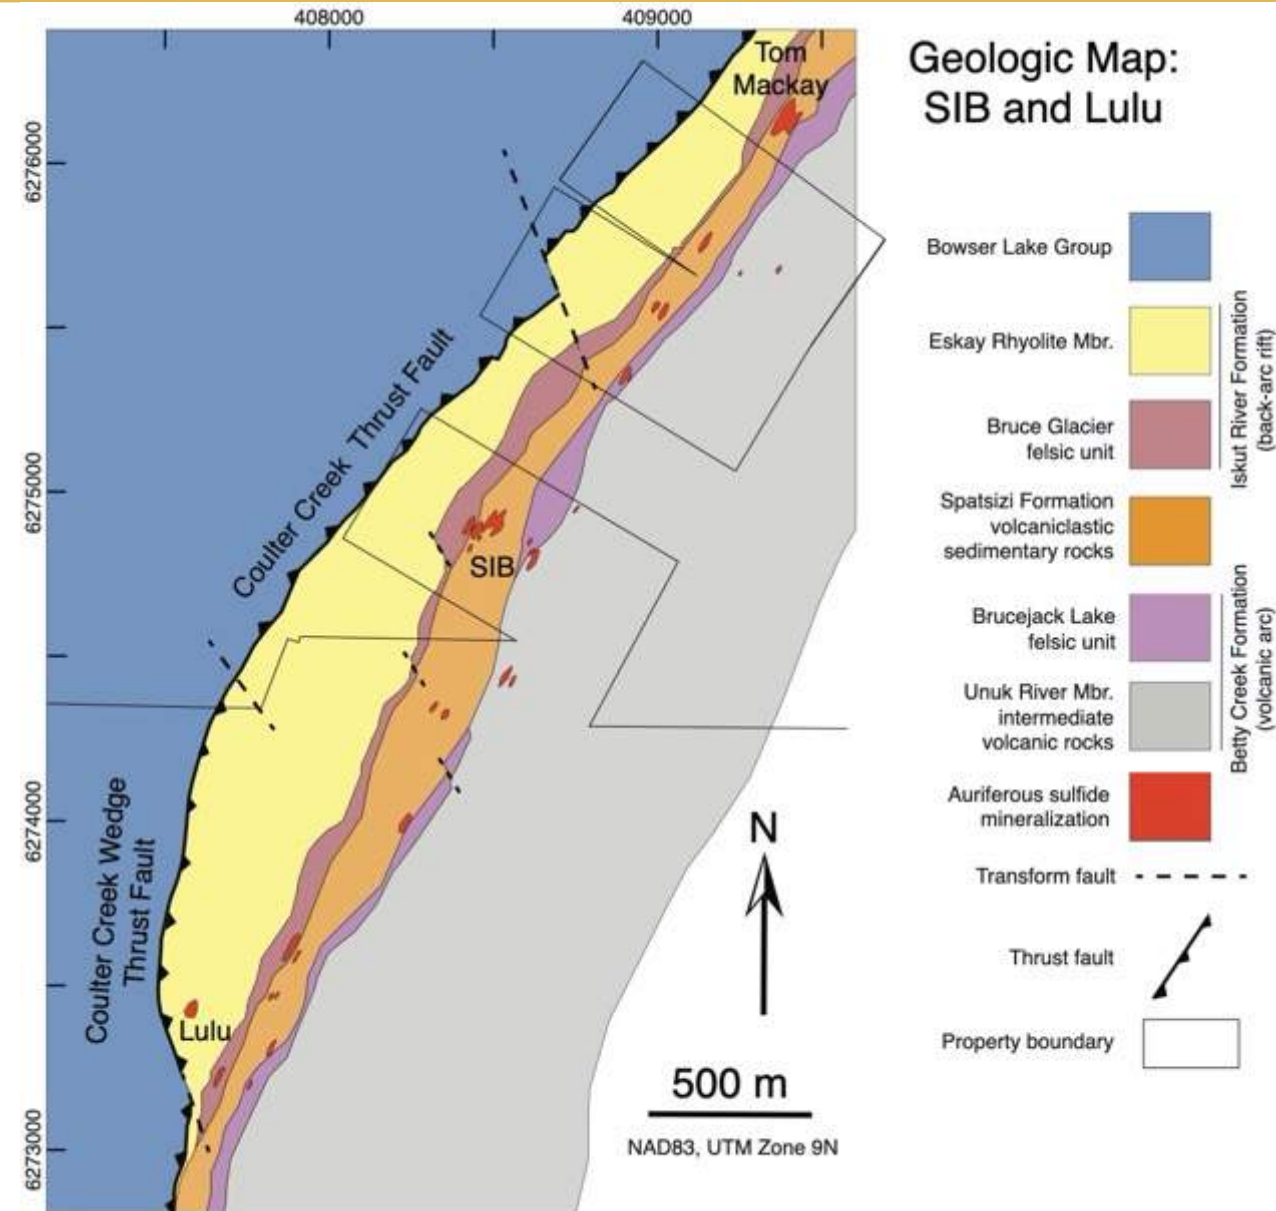 408000
409000
Geologic Map:
SIB and Lulu
Tom
Mackay
6276000
6275000
6274000
6273000
Coulter Creek Thrust Fault
SIB
Coulter Creek Wedge
Thrust Fault
Lulu
N
500 m
NAD83, UTM Zone 9N
Bowser Lake Group
Eskay Rhyolite Mbr.
Bruce Glacier
felsic unit
Iskut River Formation
(back-arc rift)
Spatsizi Formation
volcaniclastic
sedimentary rocks
Brucejack Lake
felsic unit
Unuk River Mbr.
intermediate
volcanic rocks
Betty Creek Formation
(volcanic arc)
Auriferous sulfide
mineralization
Transform fault
Thrust fault
Property boundary